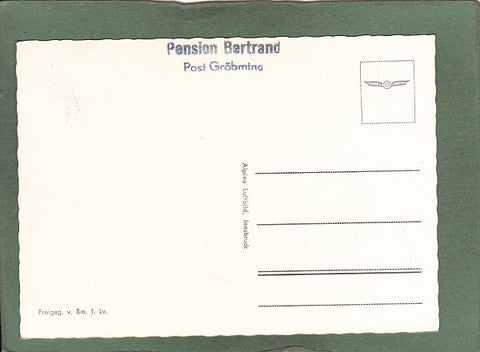 Pension Bertrand
Post Gröbming
Alpine Luftbild, Innsbruck
Freigeg. v. Bm. f. Lv.